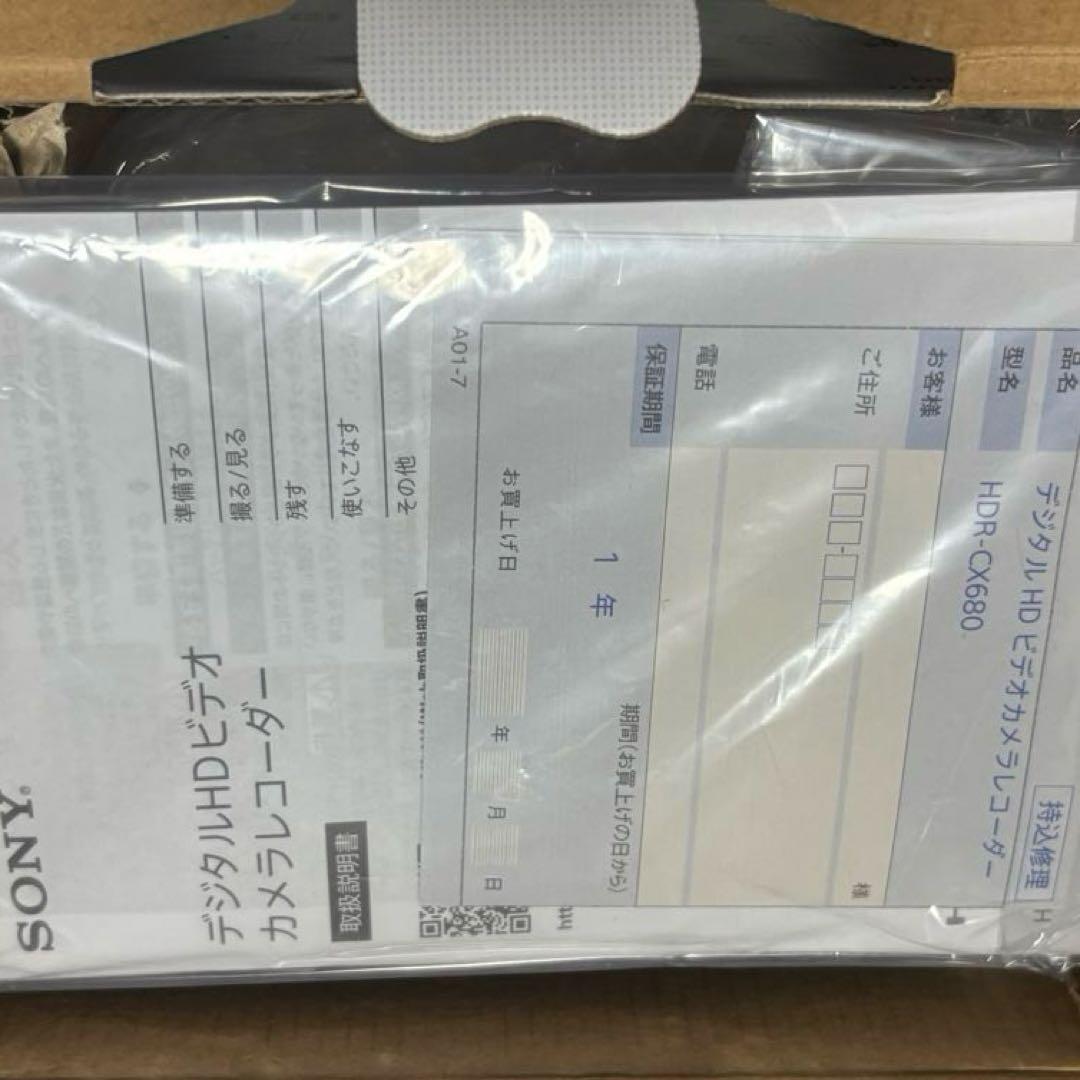 SONY®
デジタルHDビデオ
カメラレコーダー
取扱説明書
準備する
撮る/見る
残す
使いこなす
その他
品名
デジタルHDビデオカメラレコーダー
持込修理
型名
HDR-CX680
お客様
ご住所
様
電話
保証期間
期間(お買上げの日から)
1年
お買上げ日
年
月
日
A01-7